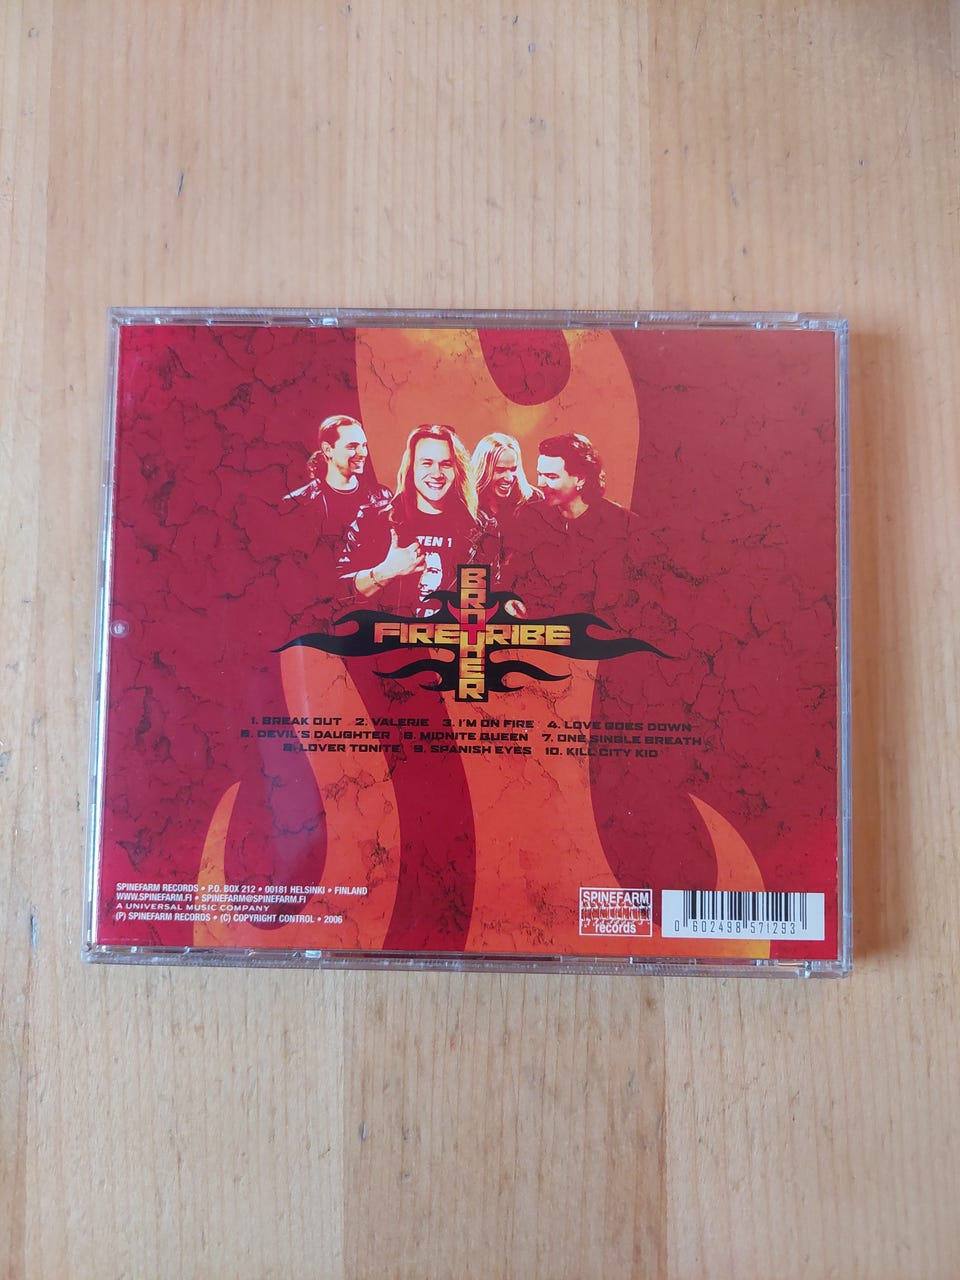 TEN 1
BROTHER
FIRETRIBE
1. BREAK OUT 2. VALERIE 3. I'M ON FIRE 4. LOVE GOES DOWN
5. DEVIL'S DAUGHTER 6. MIDNITE QUEEN 7. ONE SINGLE BREATH
8. LOVER TONITE 9. SPANISH EYES 10. KILL CITY KID
SPINEFARM RECORDS • P.O. BOX 212 • 00181 HELSINKI • FINLAND
WWW.SPINEFARM.FI • SPINEFARM@SPINEFARM.FI
A UNIVERSAL MUSIC COMPANY
(P) SPINEFARM RECORDS • (C) COPYRIGHT CONTROL • 2006
SPINEFARM
records
0 602498 571293